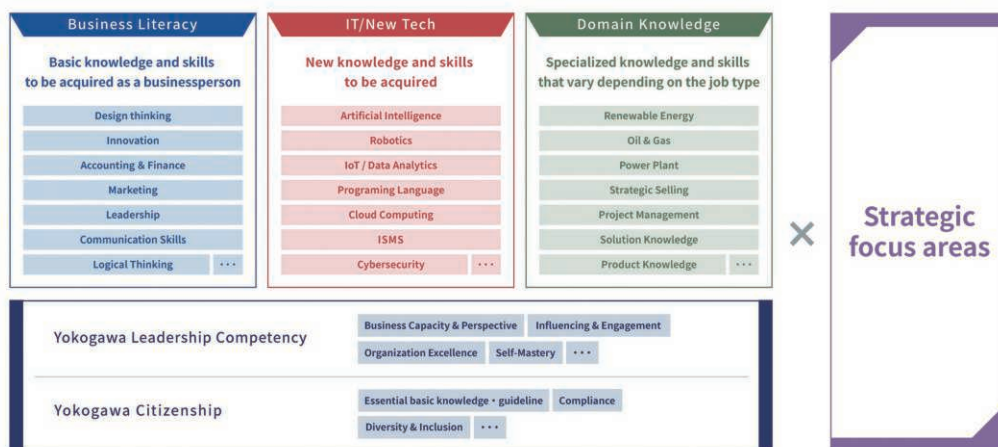 Business Literacy
Basic knowledge and skills
to be acquired as a businessperson
Design thinking
Innovation
Accounting & Finance
Marketing
Leadership
Communication Skills
Logical Thinking
・・・
IT/New Tech
New knowledge and skills
to be acquired
Artificial Intelligence
Robotics
IoT / Data Analytics
Programing Language
Cloud Computing
ISMS
Cybersecurity
・・・
Domain Knowledge
Specialized knowledge and skills
that vary depending on the job type
Renewable Energy
Oil & Gas
Power Plant
Strategic Selling
Project Management
Solution Knowledge
Product Knowledge
・・・
×
Strategic
focus areas
Yokogawa Leadership Competency
Business Capacity & Perspective
Influencing & Engagement
Organization Excellence
Self-Mastery
・・・
Yokogawa Citizenship
Essential basic knowledge・guideline
Compliance
Diversity & Inclusion
・・・